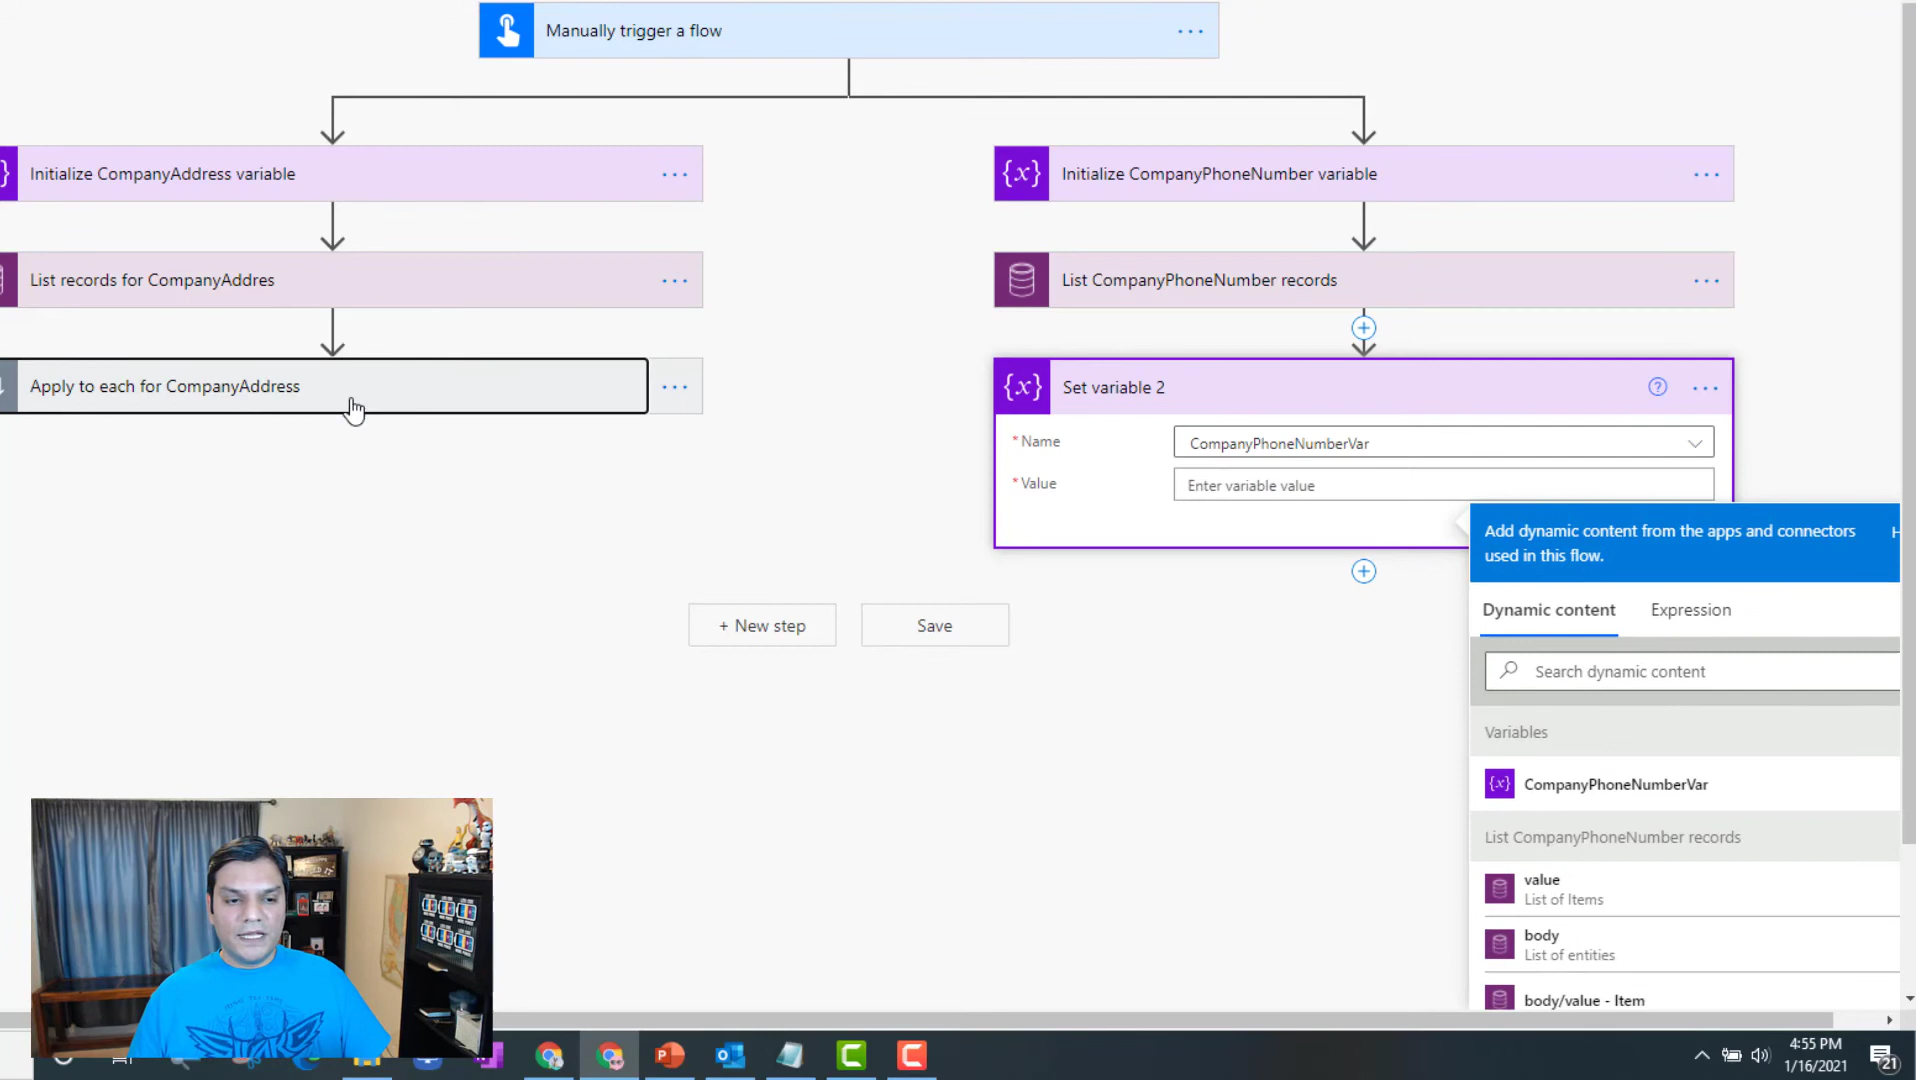 Manually trigger a flow
Initialize CompanyAddress variable
{x} Initialize CompanyPhoneNumber variable
List records for CompanyAddres
List CompanyPhoneNumber records
Apply to each for CompanyAddress
{x} Set variable 2
* Name
CompanyPhoneNumberVar
* Value
Enter variable value
Add dynamic content from the apps and connectors
used in this flow.
Dynamic content
Expression
+ New step
Save
Search dynamic content
Variables
{x} CompanyPhoneNumberVar
List CompanyPhoneNumber records
value
List of Items
body
List of entities
body/value - Item
4:55 PM
1/16/2021
21